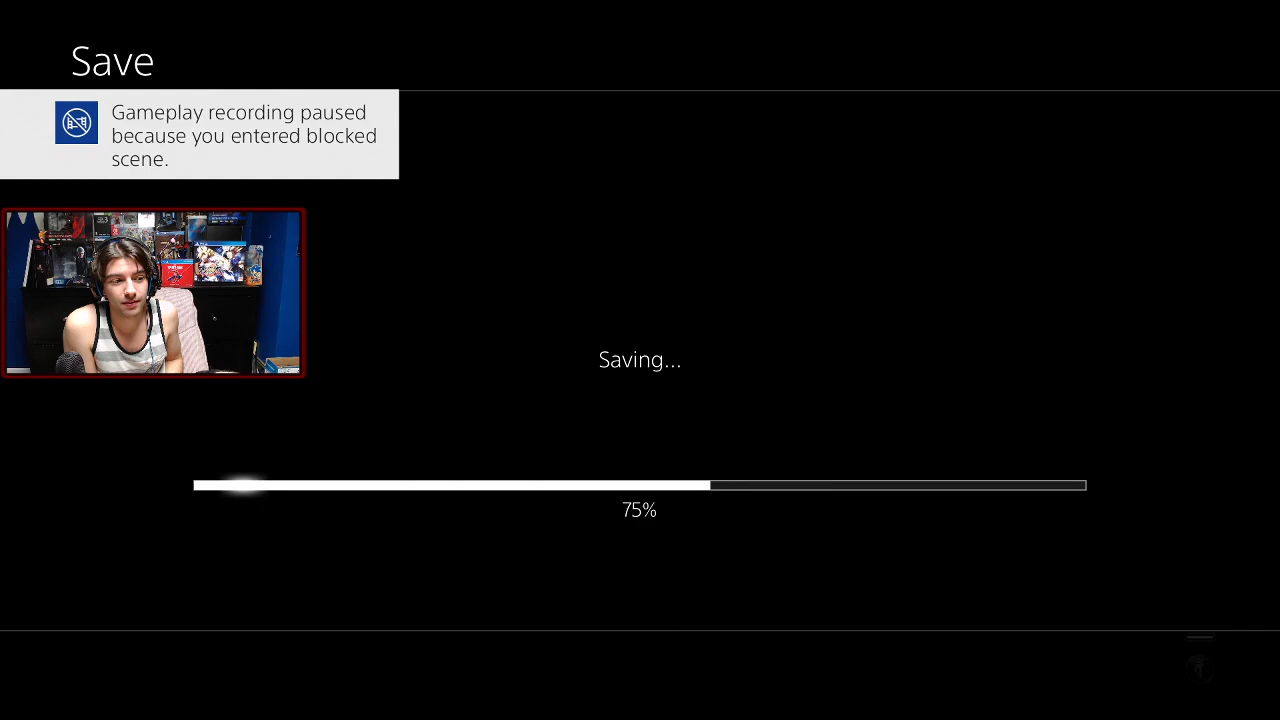 Save
Gameplay recording paused
because you entered blocked
scene.
Saving...
75%